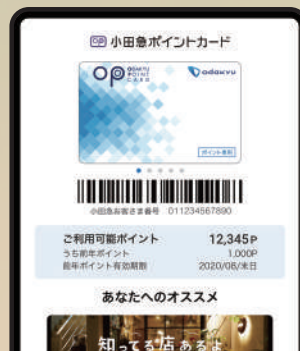 OP 小田急ポイントカード
OP ODAKYU POINT CARD
Odakyu
ポイント専用
小田急お客さま番号 011234567890
ご利用可能ポイント 12,345P
うち前年ポイント 1,000P
前年ポイント有効期限 2020/08/末日
あなたへのオススメ
知ってる店あるよ